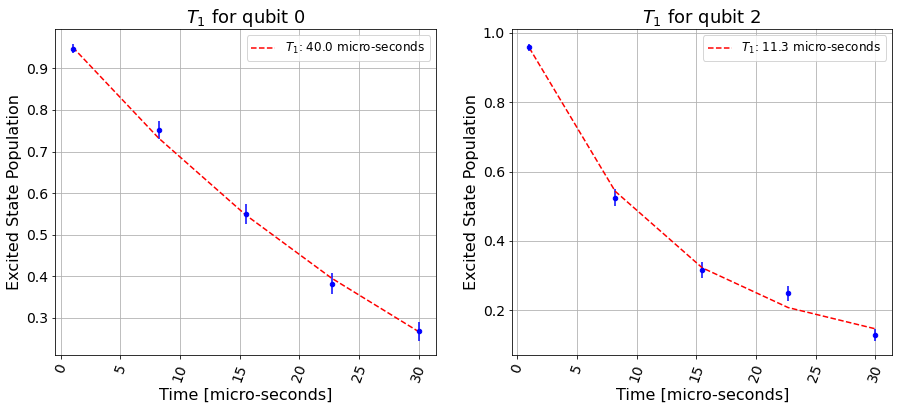 T₁ for qubit 0
T₁: 40.0 micro-seconds
Excited State Population
0.9
0.8
0.7
0.6
0.5
0.4
0.3
0 5 10 15 20 25 30
Time [micro-seconds]
T₁ for qubit 2
T₁: 11.3 micro-seconds
Excited State Population
1.0
0.8
0.6
0.4
0.2
0 5 10 15 20 25 30
Time [micro-seconds]